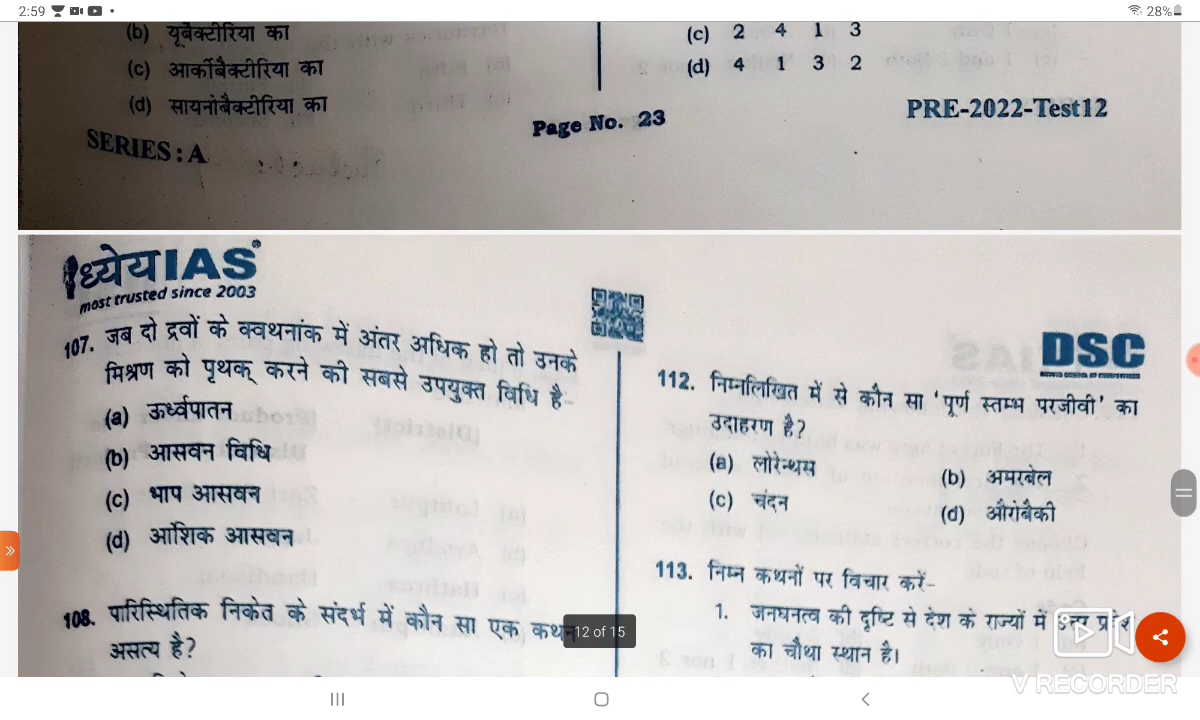 2:59
28%
(b) यूबैक्टीरिया का
(c) आर्कीबैक्टीरिया का
(d) सायनोबैक्टीरिया का
SERIES : A
(c) 2 4 1 3
(d) 4 1 3 2
Page No. 23
PRE-2022-Test12
ध्येयIAS
most trusted since 2003
107. जब दो द्रवों के क्वथनांक में अंतर अधिक हो तो उनके
मिश्रण को पृथक् करने की सबसे उपयुक्त विधि है-
(a) ऊर्ध्वपातन
(b) आसवन विधि
(c) भाप आसवन
(d) आंशिक आसवन
108. पारिस्थितिक निकेत के संदर्भ में कौन सा एक कथन
असत्य है?
DSC
112. निम्नलिखित में से कौन सा 'पूर्ण स्तम्भ परजीवी' का
उदाहरण है?
(a) लोरेन्थस
(b) अमरबेल
(c) चंदन
(d) औरोबैकी
113. निम्न कथनों पर विचार करें-
1. जनघनत्व की दृष्टि से देश के राज्यों में उत्तर प्रदेश
का चौथा स्थान है।
12 of 15
V RECORDER